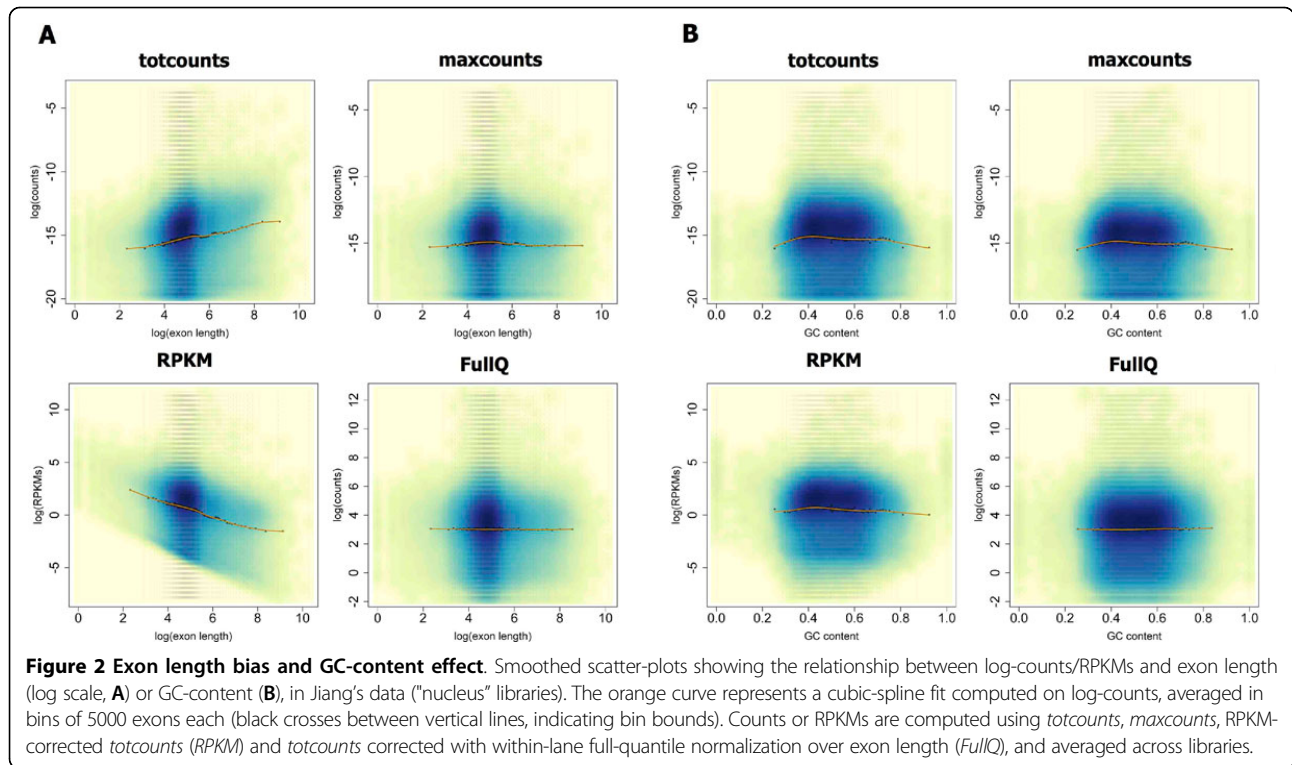 A
B
totcounts
maxcounts
totcounts
maxcounts
log(counts)
-5
-10
-15
-20
0 2 4 6 8 10
log(exon length)
log(counts)
-5
-10
-15
0 2 4 6 8 10
log(exon length)
log(counts)
-5
-10
-15
-20
0 0.2 0.4 0.6 0.8 1.0
GC content
log(counts)
-5
-10
-15
0 0.2 0.4 0.6 0.8 1.0
GC content
RPKM
FullQ
RPKM
FullQ
log(RPKMs)
10
5
0
-5
0 2 4 6 8 10
log(exon length)
log(counts)
12
10
8
6
4
2
0
-2
0 2 4 6 8 10
log(exon length)
log(RPKMs)
10
5
0
-5
0 0.2 0.4 0.6 0.8 1.0
GC content
log(counts)
12
10
8
6
4
2
0
-2
0 0.2 0.4 0.6 0.8 1.0
GC content
Figure 2 Exon length bias and GC-content effect. Smoothed scatter-plots showing the relationship between log-counts/RPKMs and exon length
(log scale, A) or GC-content (B), in Jiang's data ("nucleus" libraries). The orange curve represents a cubic-spline fit computed on log-counts, averaged in
bins of 5000 exons each (black crosses between vertical lines, indicating bin bounds). Counts or RPKMs are computed using totcounts, maxcounts, RPKM-
corrected totcounts (RPKM) and totcounts corrected with within-lane full-quantile normalization over exon length (FullQ), and averaged across libraries.